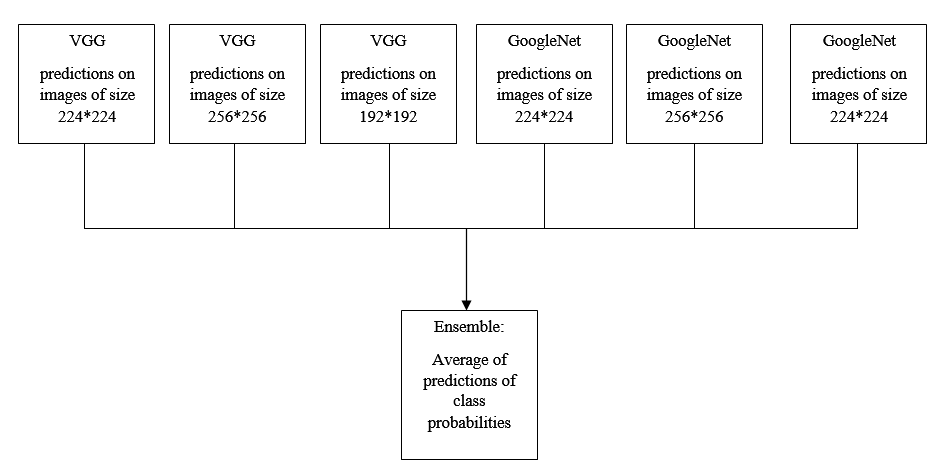 VGG
predictions on
images of size
224*224
VGG
predictions on
images of size
256*256
VGG
predictions on
images of size
192*192
GoogleNet
predictions on
images of size
224*224
GoogleNet
predictions on
images of size
256*256
GoogleNet
predictions on
images of size
224*224
Ensemble:
Average of
predictions of
class
probabilities